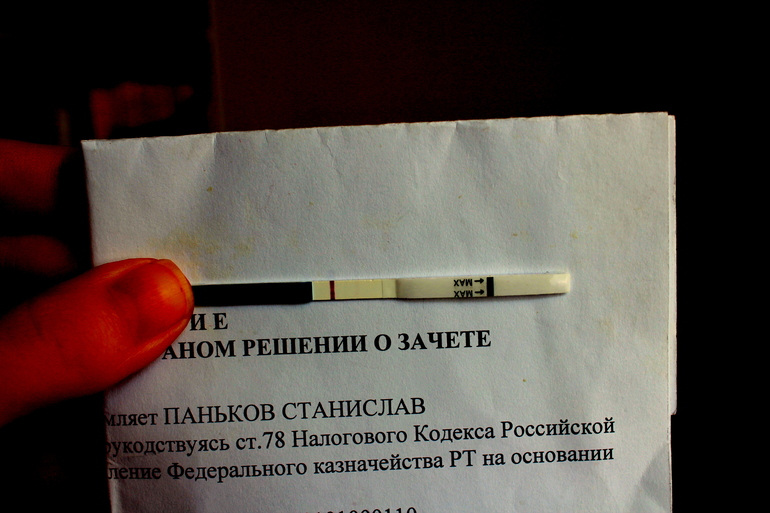 MAX
MAX
И Е
АНОМ РЕШЕНИИ О ЗАЧЕТЕ
мляет ПАНЬКОВ СТАНИСЛАВ
рукодствуясь ст.78 Налогового Кодекса Российской
ление Федерального казначейства РТ на основании